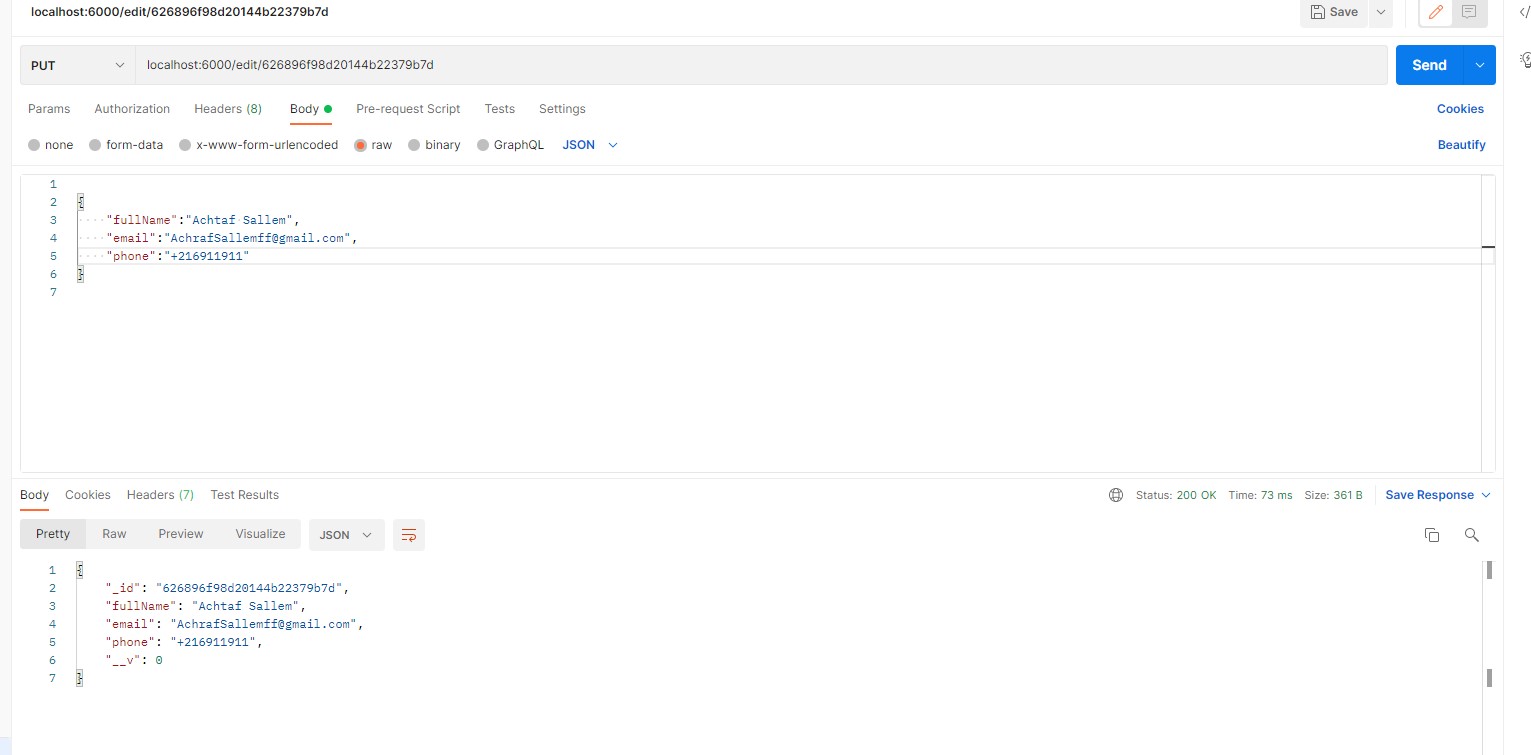 localhost:6000/edit/626896f98d20144b22379b7d Save
PUT localhost:6000/edit/626896f98d20144b22379b7d Send
Params Authorization Headers (8) Body Pre-request Script Tests Settings Cookies
none form-data x-www-form-urlencoded raw binary GraphQL JSON Beautify
1
2 {
3 "fullName":"Achtaf Sallem",
4 "email":"AchrafSallemff@gmail.com",
5 "phone":"+216911911"
6 }
7
Body Cookies Headers (7) Test Results Status: 200 OK Time: 73 ms Size: 361 B Save Response
Pretty Raw Preview Visualize JSON
1 {
2 "_id": "626896f98d20144b22379b7d",
3 "fullName": "Achtaf Sallem",
4 "email": "AchrafSallemff@gmail.com",
5 "phone": "+216911911",
6 "__v": 0
7 }